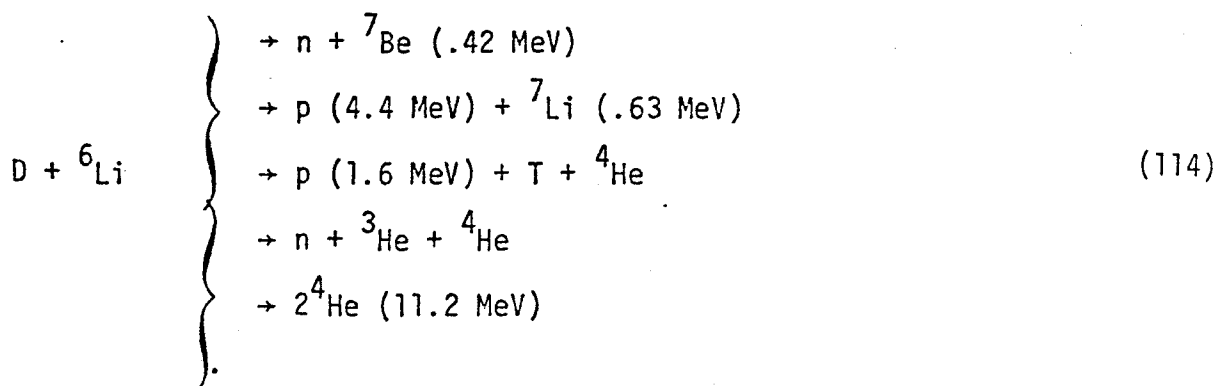 → n + ⁷Be (.42 MeV)
→ p (4.4 MeV) + ⁷Li (.63 MeV)
D + ⁶Li → p (1.6 MeV) + T + ⁴He (114)
→ n + ³He + ⁴He
→ 2⁴He (11.2 MeV)
.